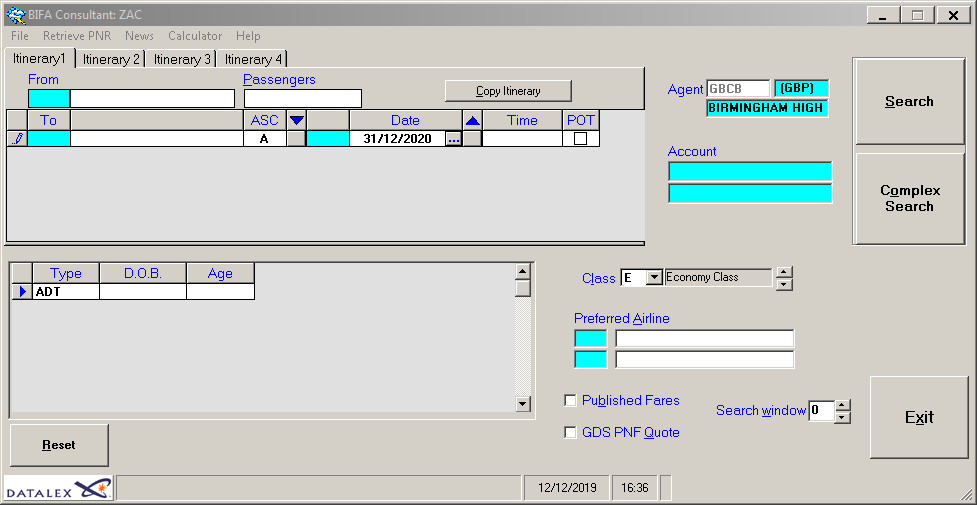 BIFA Consultant: ZAC
File Retrieve PNR News Calculator Help
Itinerary1 Itinerary 2 Itinerary 3 Itinerary 4
From Passengers
Copy Itinerary
To ASC Date Time POT
A 31/12/2020 ...
Agent GBCB (GBP)
BIRMINGHAM HIGH
Account
Search
Complex
Search
Type D.O.B. Age
ADT
Class E Economy Class
Preferred Airline
Published Fares
GDS PNF Quote
Search window 0
Exit
Reset
DATALEX 12/12/2019 16:36